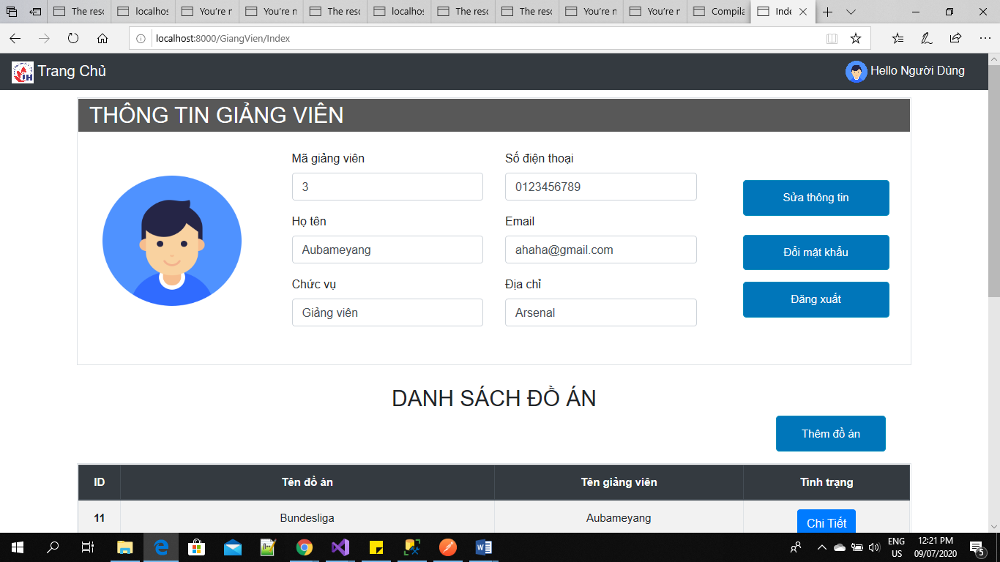 The reso
localhos
You're n
You're n
The reso
localhos
The reso
The reso
You're n
You're n
Compila
Inde
localhost:8000/GiangVien/Index
Trang Chủ
Hello Người Dùng
THÔNG TIN GIẢNG VIÊN
Mã giảng viên
Số điện thoại
3
0123456789
Sửa thông tin
Họ tên
Email
Aubameyang
ahaha@gmail.com
Đổi mật khẩu
Chức vụ
Địa chỉ
Giảng viên
Arsenal
Đăng xuất
DANH SÁCH ĐỒ ÁN
Thêm đồ án
ID Tên đồ án Tên giảng viên Tình trạng
11 Bundesliga Aubameyang Chi Tiết
ENG
US
12:21 PM
09/07/2020
5